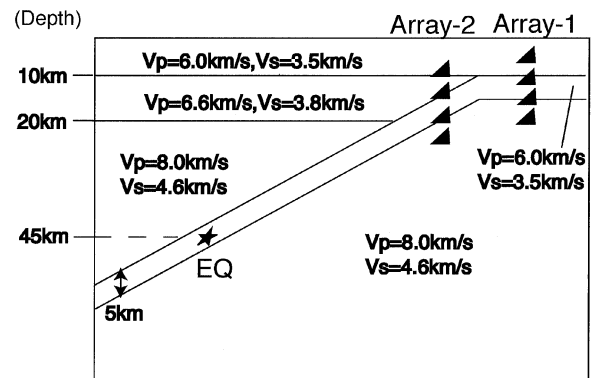 (Depth)
Array-2 Array-1
Vp=6.0km/s,Vs=3.5km/s
10km
Vp=6.6km/s,Vs=3.8km/s
20km
Vp=8.0km/s
Vs=4.6km/s
Vp=6.0km/s
Vs=3.5km/s
45km
Vp=8.0km/s
Vs=4.6km/s
EQ
5km